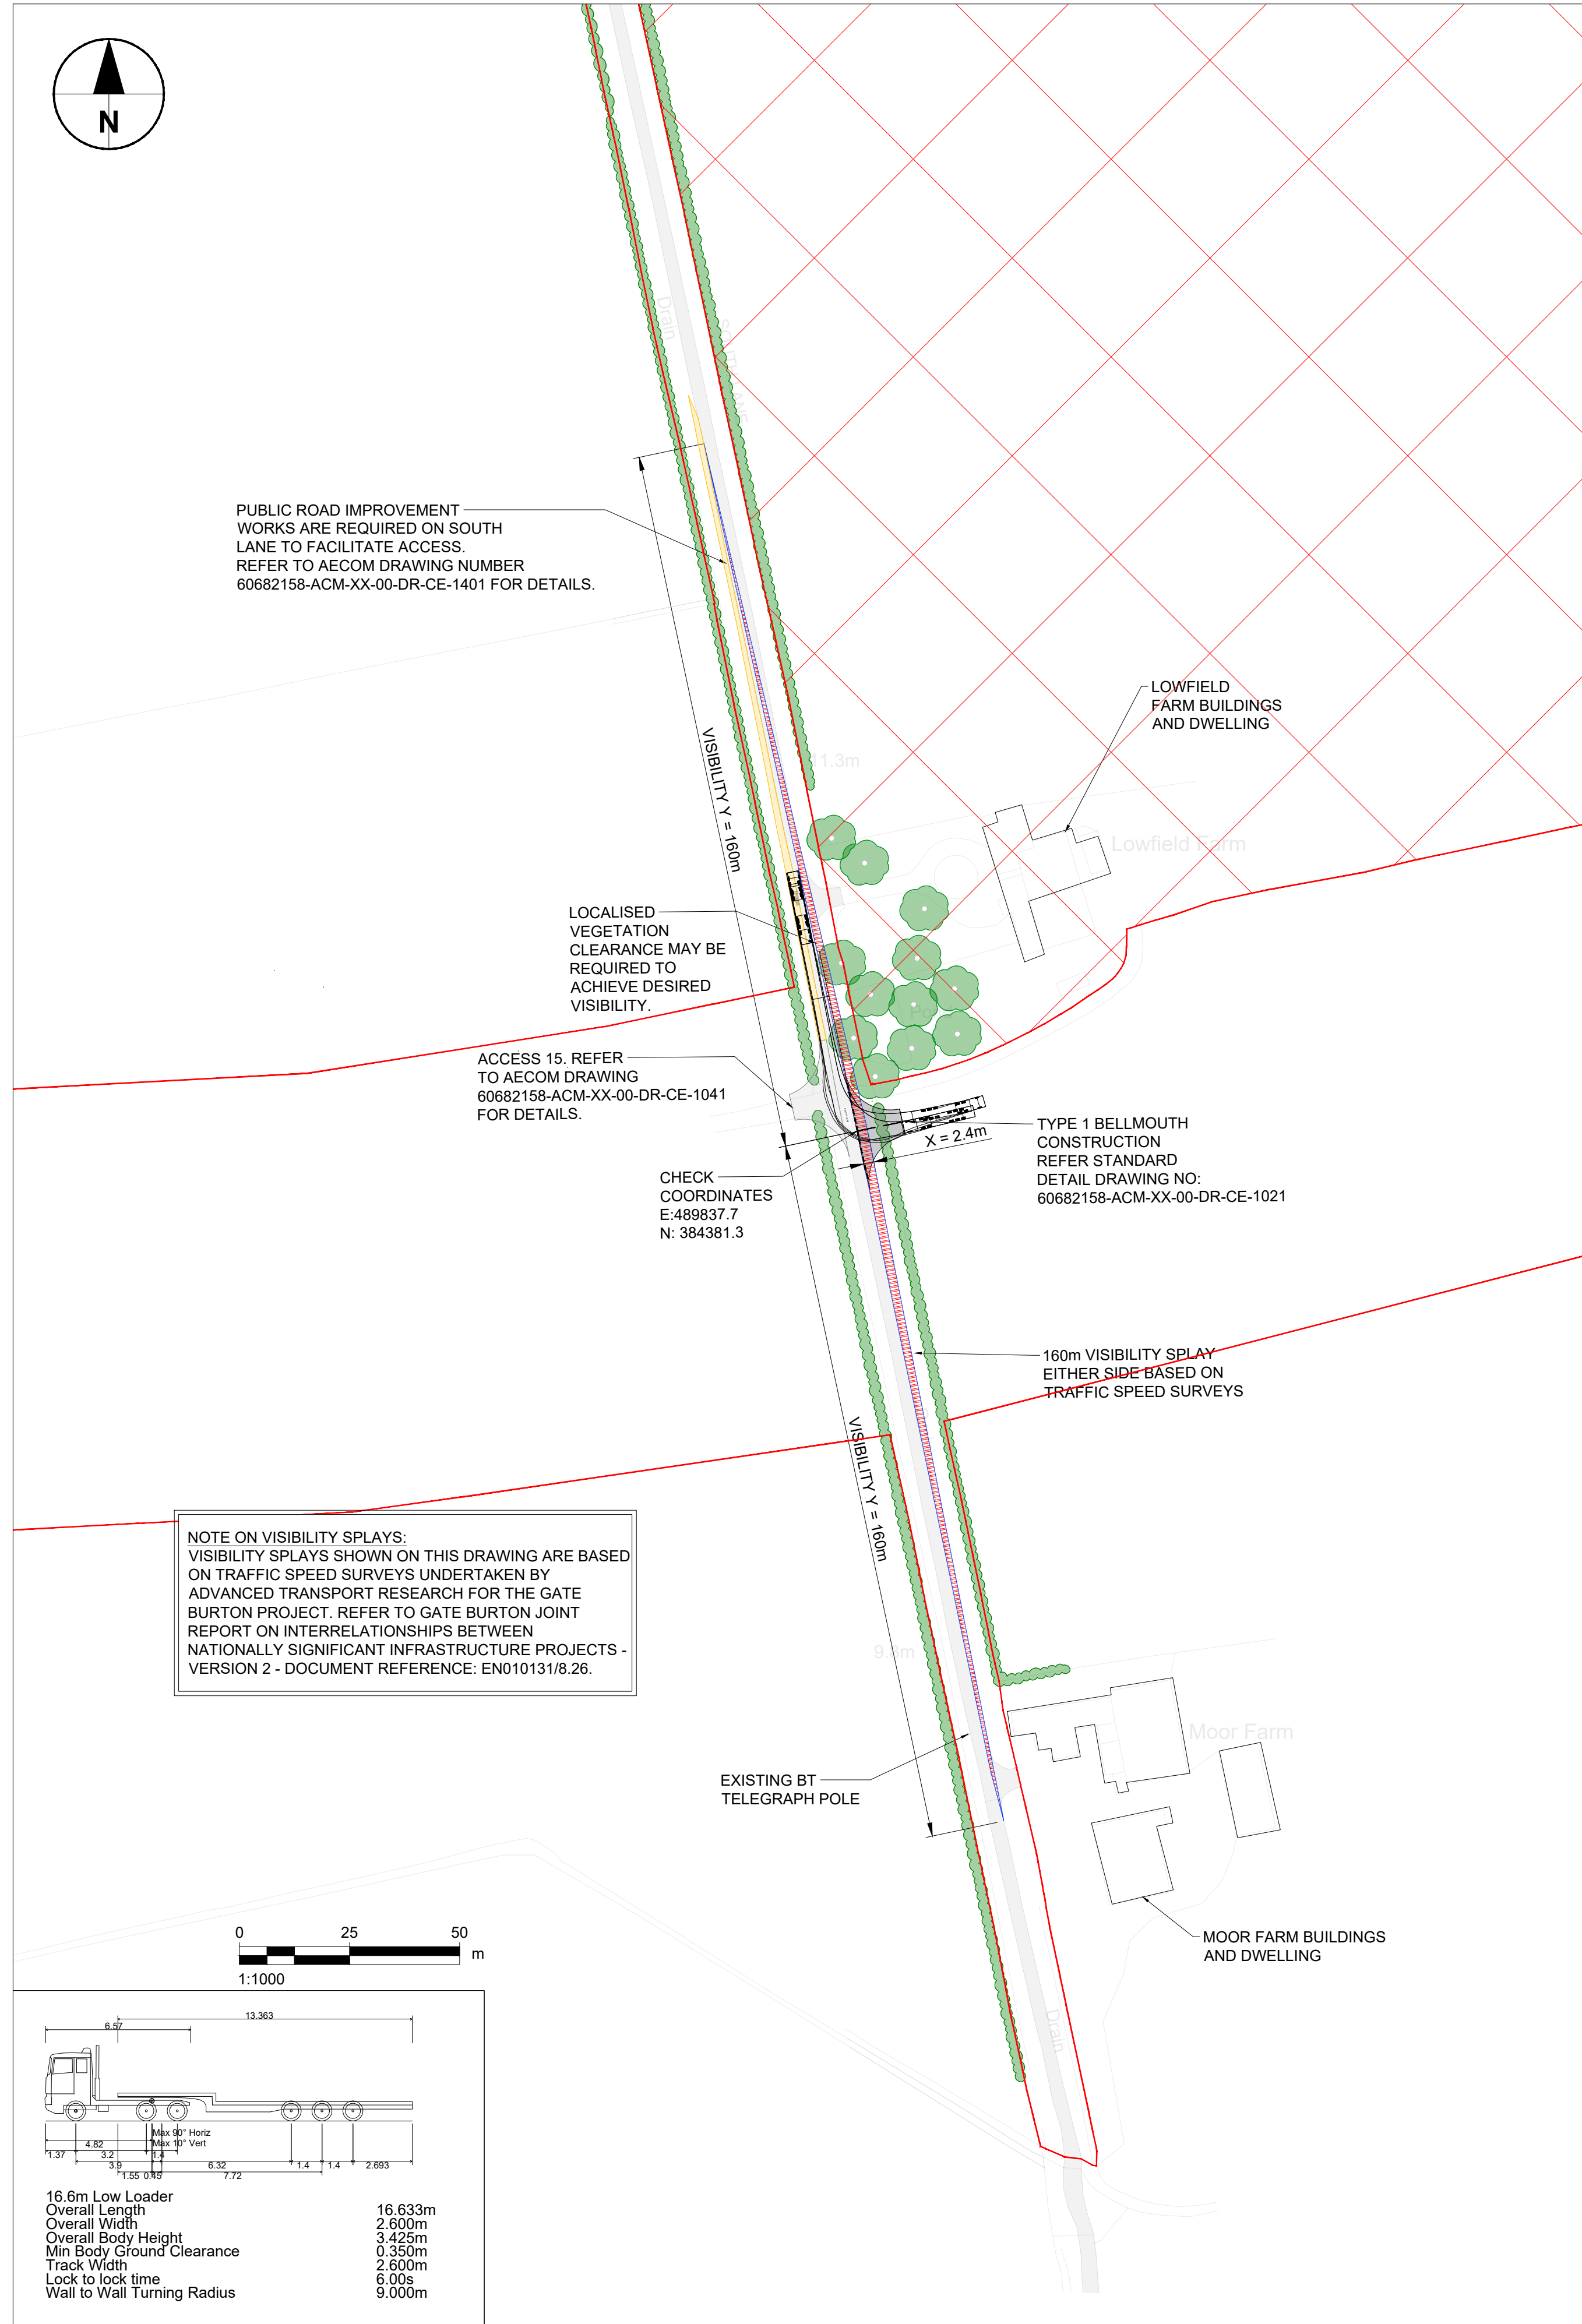 N
Drain
SOUTH LANE
PUBLIC ROAD IMPROVEMENT
WORKS ARE REQUIRED ON SOUTH
LANE TO FACILITATE ACCESS.
REFER TO AECOM DRAWING NUMBER
60682158-ACM-XX-00-DR-CE-1401 FOR DETAILS.
LOWFIELD
FARM BUILDINGS
AND DWELLING
VISIBILITY Y = 160m
11.3m
Lowfield Farm
LOCALISED
VEGETATION
CLEARANCE MAY BE
REQUIRED TO
ACHIEVE DESIRED
VISIBILITY.
ACCESS 15. REFER
TO AECOM DRAWING
60682158-ACM-XX-00-DR-CE-1041
FOR DETAILS.
TYPE 1 BELLMOUTH
CONSTRUCTION
REFER STANDARD
DETAIL DRAWING NO:
60682158-ACM-XX-00-DR-CE-1021
X = 2.4m
CHECK
COORDINATES
E:489837.7
N: 384381.3
160m VISIBILITY SPLAY
EITHER SIDE BASED ON
TRAFFIC SPEED SURVEYS
VISIBILITY Y = 160m
NOTE ON VISIBILITY SPLAYS:
VISIBILITY SPLAYS SHOWN ON THIS DRAWING ARE BASED
ON TRAFFIC SPEED SURVEYS UNDERTAKEN BY
ADVANCED TRANSPORT RESEARCH FOR THE GATE
BURTON PROJECT. REFER TO GATE BURTON JOINT
REPORT ON INTERRELATIONSHIPS BETWEEN
NATIONALLY SIGNIFICANT INFRASTRUCTURE PROJECTS -
VERSION 2 - DOCUMENT REFERENCE: EN010131/8.26.
9.8m
Moor Farm
EXISTING BT
TELEGRAPH POLE
MOOR FARM BUILDINGS
AND DWELLING
Drain
0 25 50
m
1:1000
13.363
6.57
Max 90° Horiz
Max 10° Vert
4.82
1.37 3.2 1.4
3.9 6.32 1.4 1.4 2.693
1.55 0.45 7.72
16.6m Low Loader
Overall Length 16.633m
Overall Width 2.600m
Overall Body Height 3.425m
Min Body Ground Clearance 0.350m
Track Width 2.600m
Lock to lock time 6.00s
Wall to Wall Turning Radius 9.000m